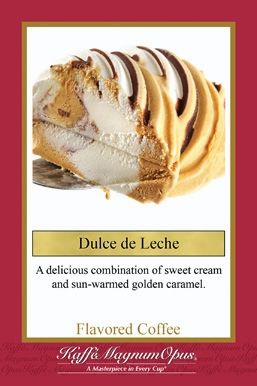 Dulce de Leche
A delicious combination of sweet cream
and sun-warmed golden caramel.
Flavored Coffee
Kaffé Magnum Opus®
A Masterpiece in Every Cup®